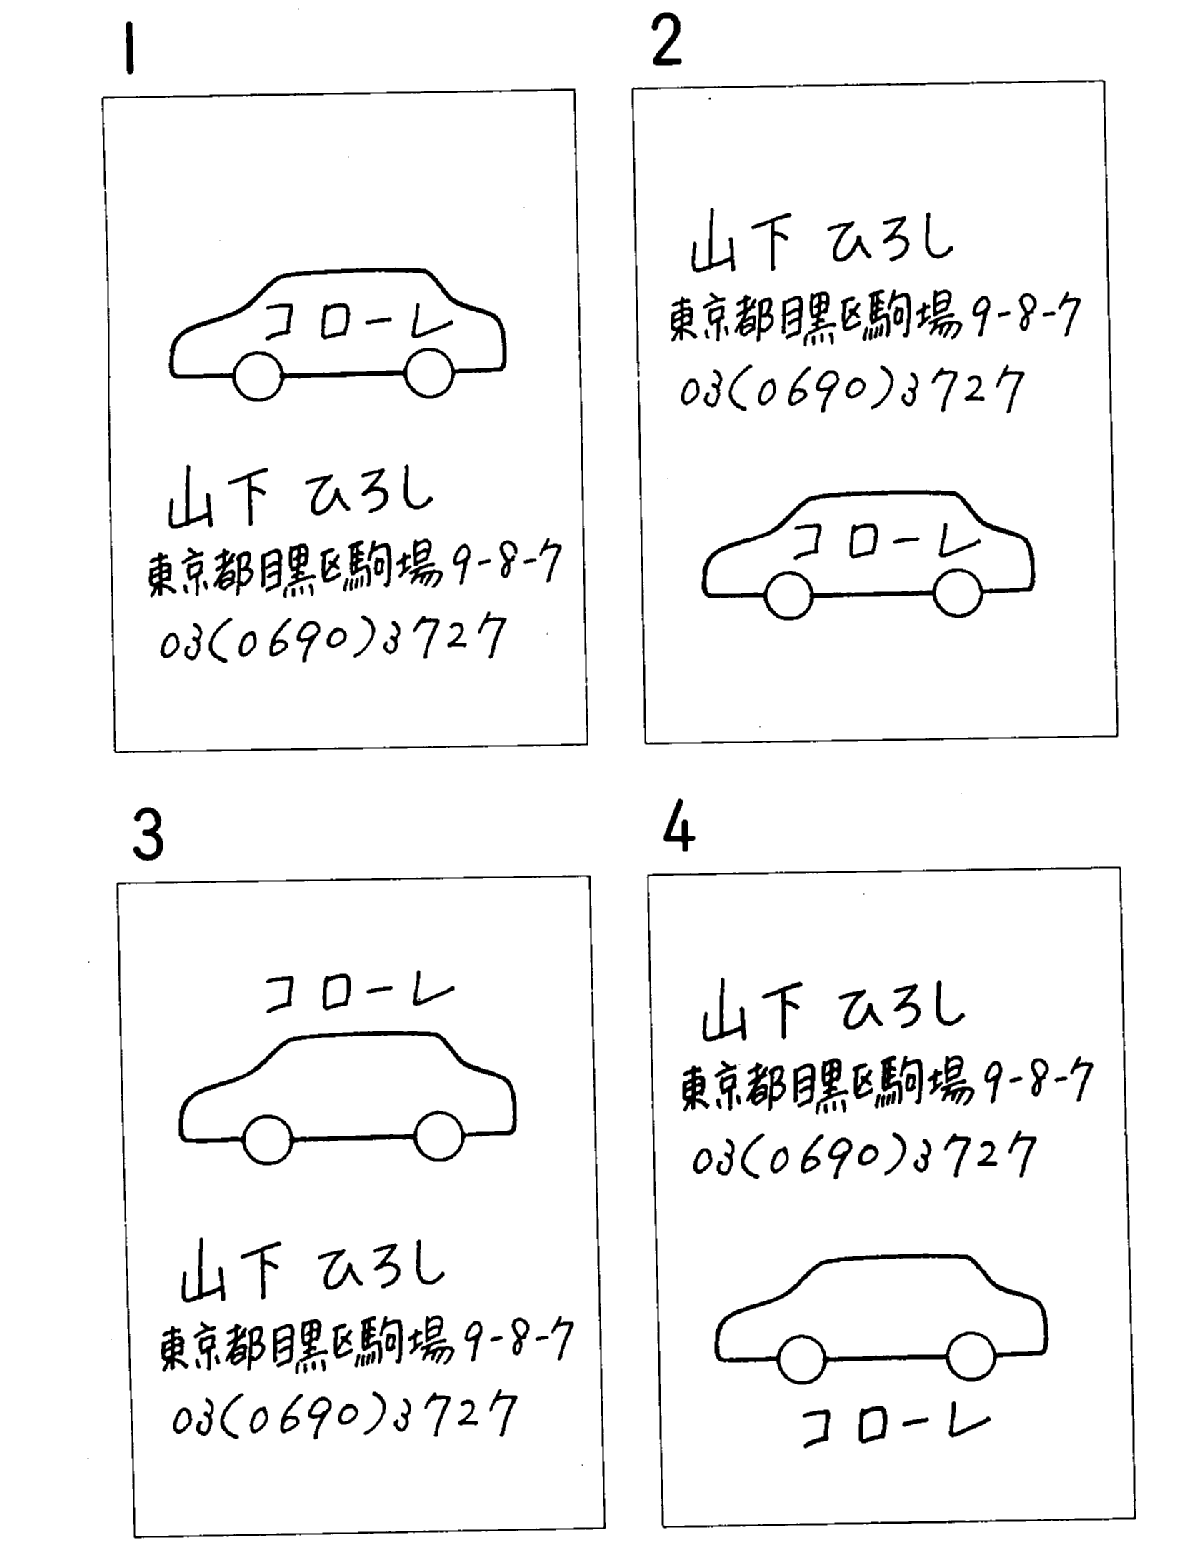 1
コローレ
山下 ひろし
東京都目黒区駒場9-8-7
03(0690)3727
2
山下 ひろし
東京都目黒区駒場9-8-7
03(0690)3727
コローレ
3
コローレ
山下 ひろし
東京都目黒区駒場9-8-7
03(0690)3727
4
山下 ひろし
東京都目黒区駒場9-8-7
03(0690)3727
コローレ